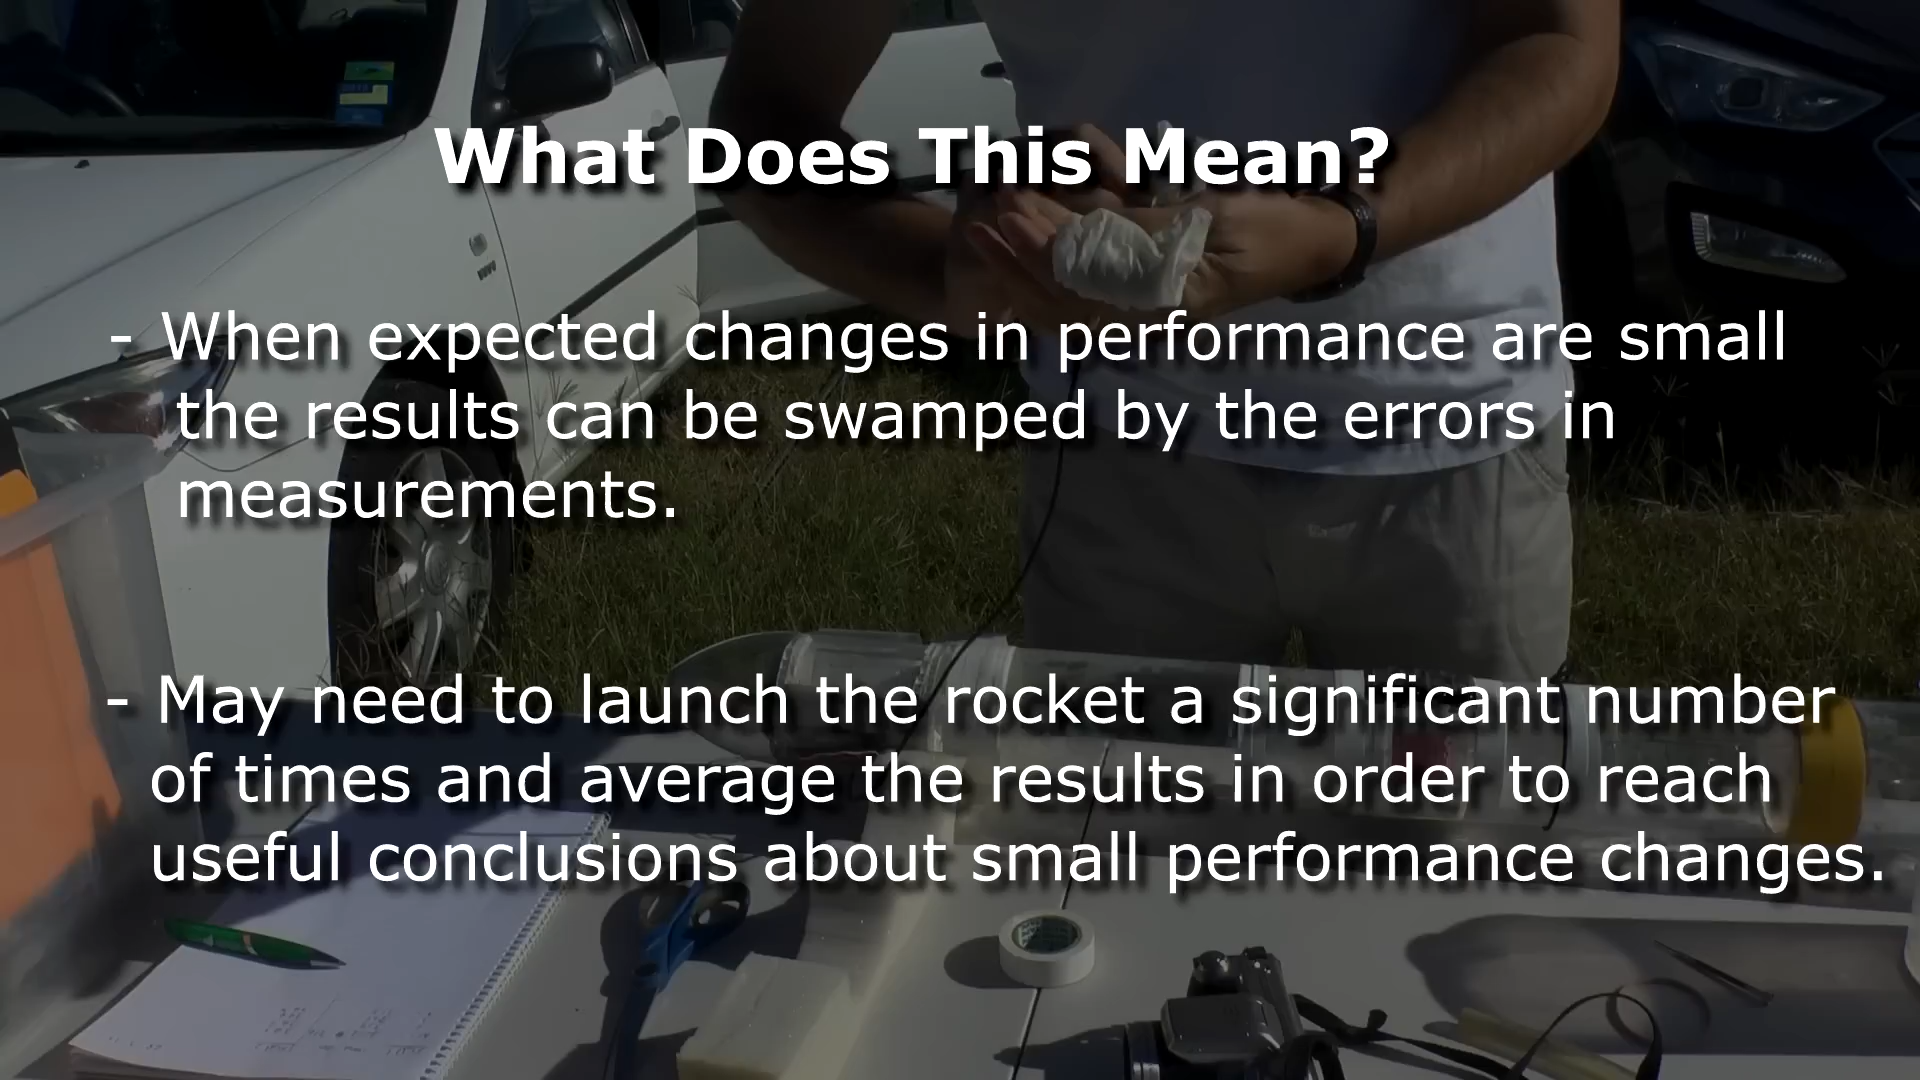 What Does This Mean?
- When expected changes in performance are small
the results can be swamped by the errors in
measurements.
- May need to launch the rocket a significant number
of times and average the results in order to reach
useful conclusions about small performance changes.